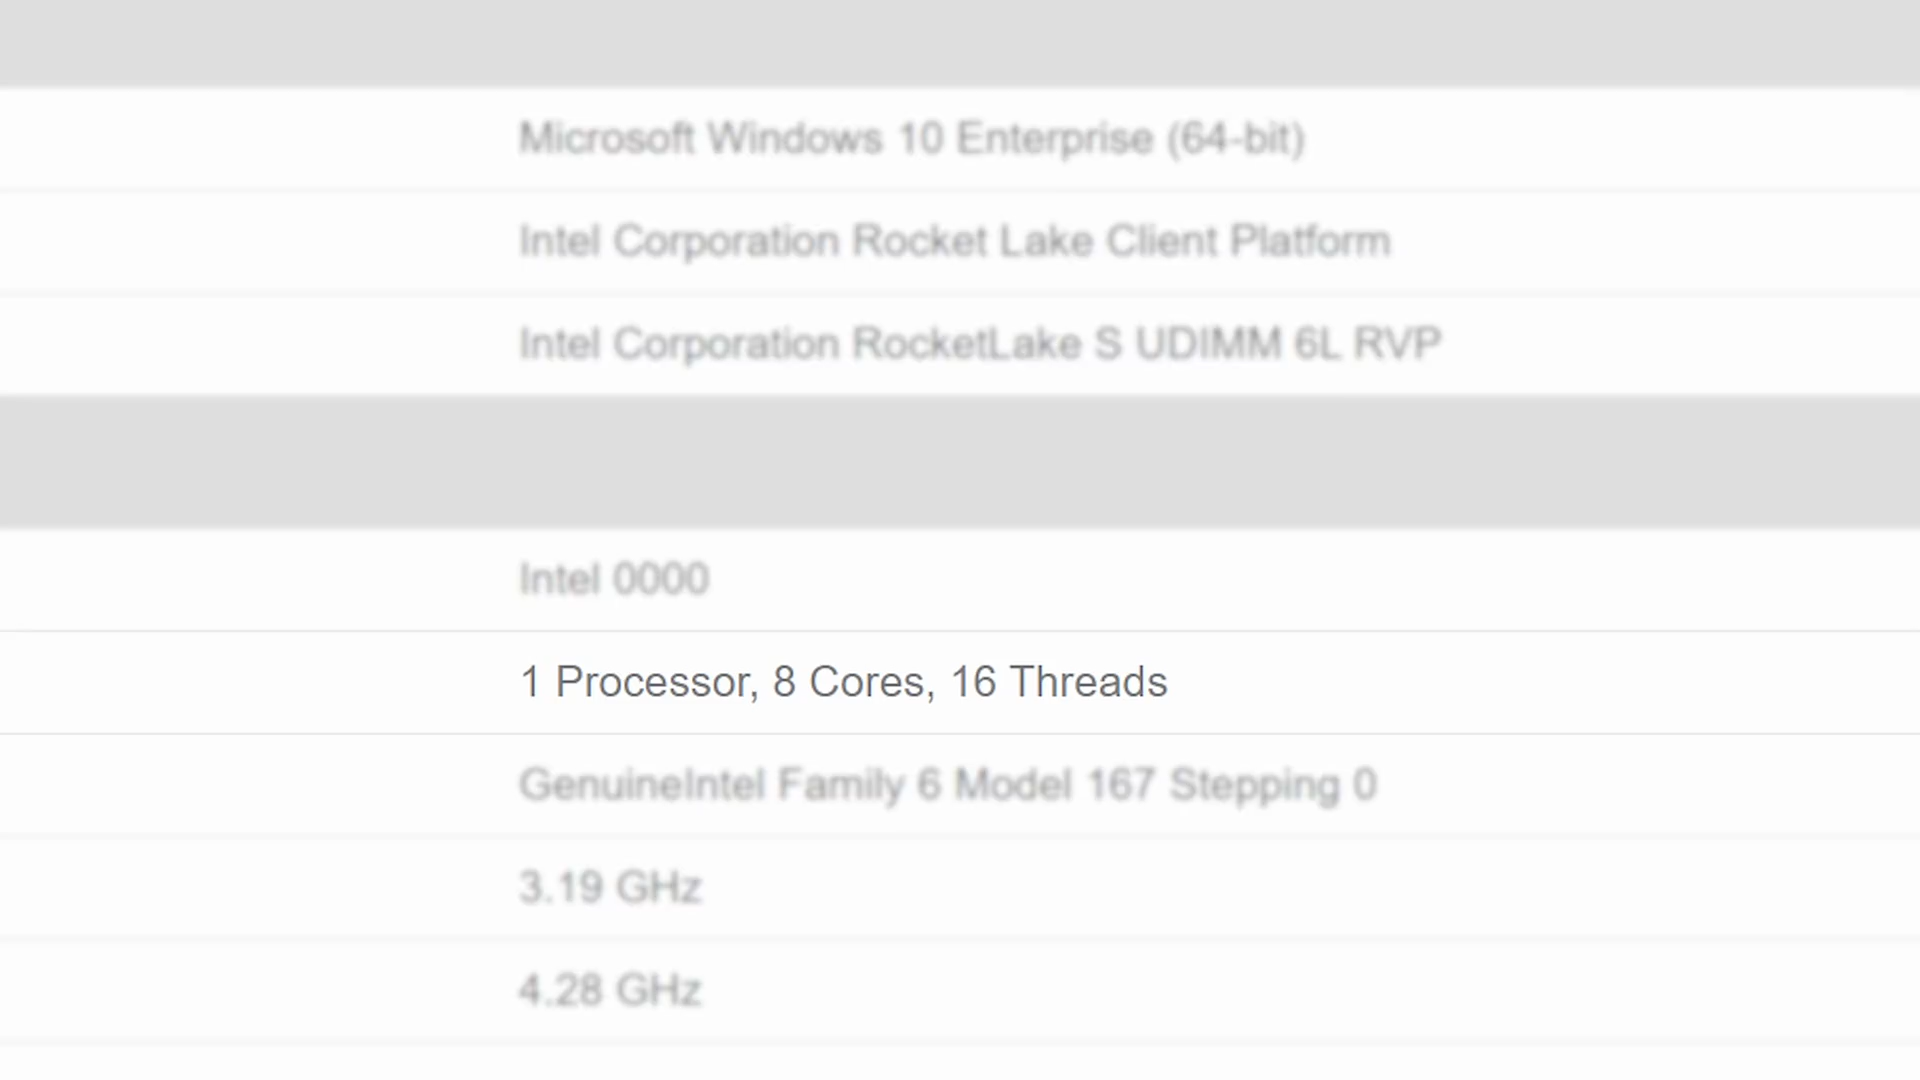 Microsoft Windows 10 Enterprise (64-bit)
Intel Corporation Rocket Lake Client Platform
Intel Corporation RocketLake S UDIMM 6L RVP
Intel 0000
1 Processor, 8 Cores, 16 Threads
GenuineIntel Family 6 Model 167 Stepping 0
3.19 GHz
4.28 GHz